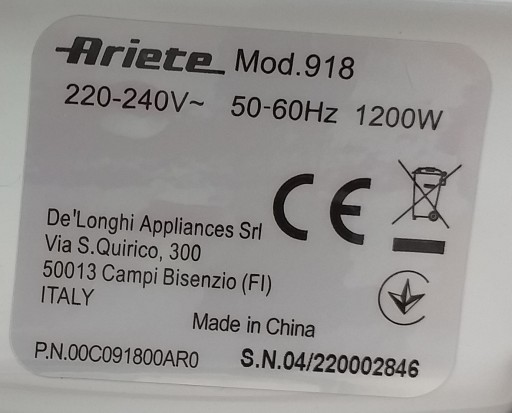 Ariete Mod.918
220-240V~ 50-60Hz 1200W
CE
De'Longhi Appliances Srl
Via S.Quirico, 300
50013 Campi Bisenzio (FI)
ITALY
Made in China
P.N.00C091800AR0 S.N.04/220002846